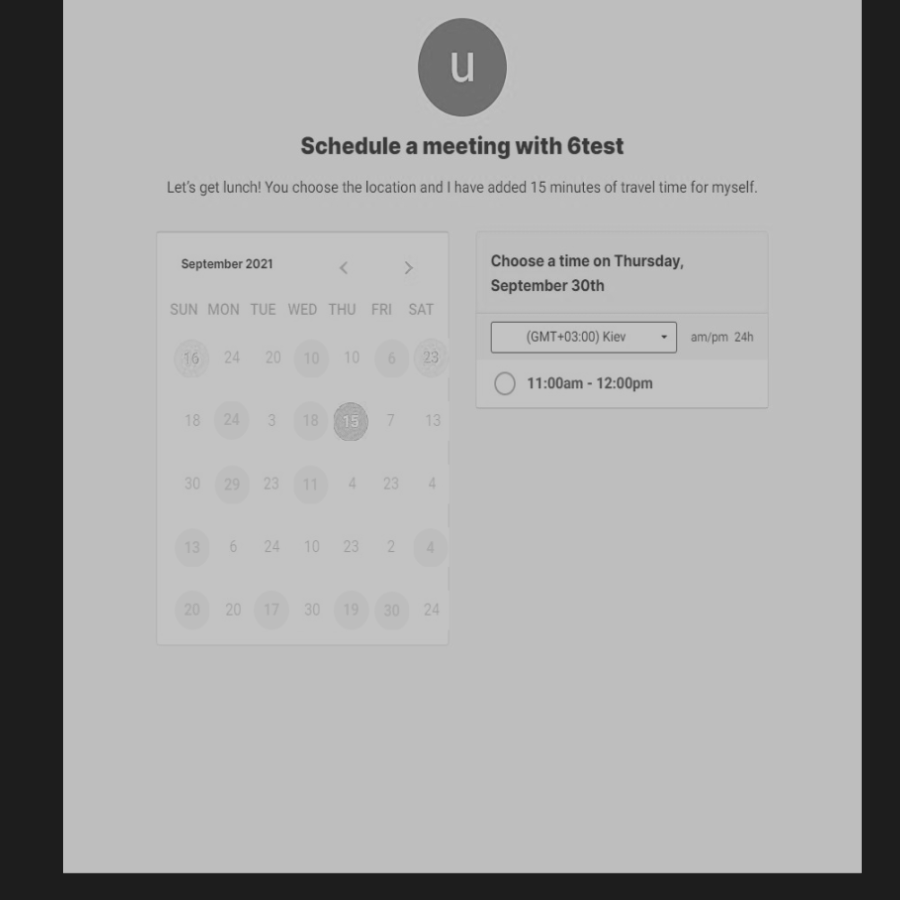 u
Schedule a meeting with 6test
Let's get lunch! You choose the location and I have added 15 minutes of travel time for myself.
September 2021
SUN MON TUE WED THU FRI SAT
16 24 20 10 10 6 23
18 24 3 18 15 7 13
30 29 23 11 4 23 4
13 6 24 10 23 2 4
20 20 17 30 19 30 24
Choose a time on Thursday,
September 30th
(GMT+03:00) Kiev am/pm 24h
11:00am - 12:00pm